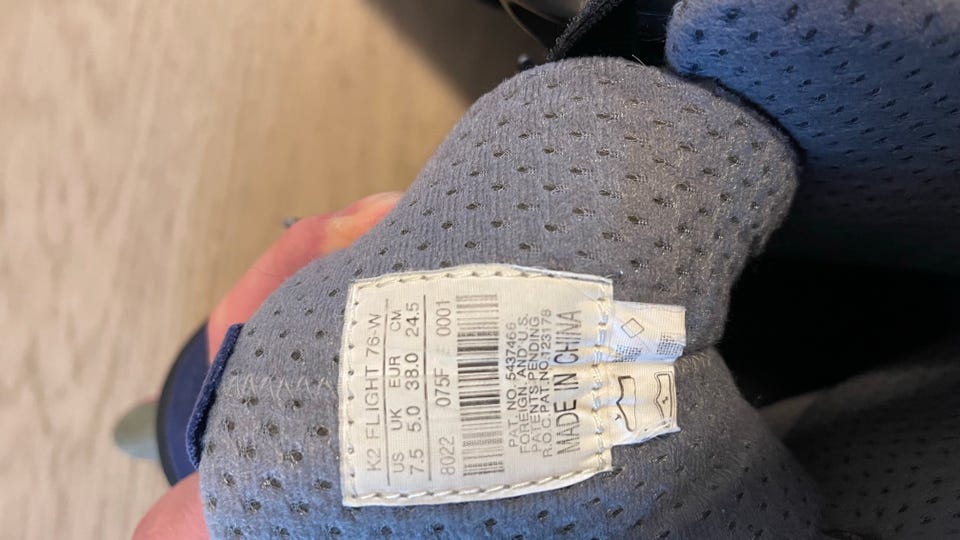 K2 FLIGHT 76-W
US UK EUR CM
7.5 5.0 38.0 24.5
8022 075F 0001
PAT. NO. 5437466
FOREIGN AND U.S.
PATENTS PENDING
R.O.C. PAT. NO. 123178
MADE IN CHINA